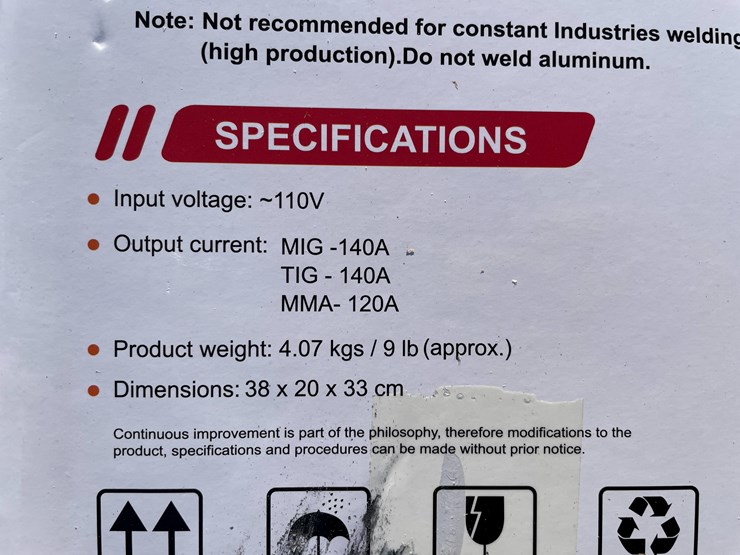 Note: Not recommended for constant Industries welding
(high production).Do not weld aluminum.
SPECIFICATIONS
Input voltage: ~110V
Output current: MIG -140A
TIG - 140A
MMA- 120A
Product weight: 4.07 kgs / 9 lb (approx.)
Dimensions: 38 x 20 x 33 cm
Continuous improvement is part of the philosophy, therefore modifications to the
product, specifications and procedures can be made without prior notice.